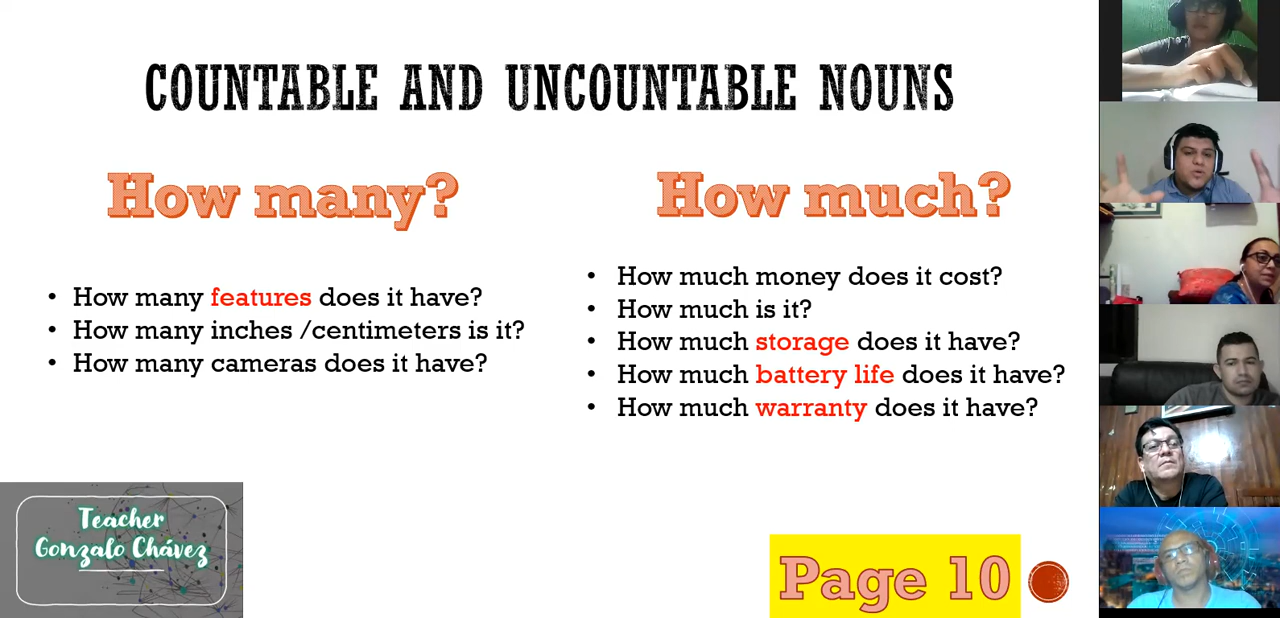 COUNTABLE AND UNCOUNTABLE NOUNS
How many?
• How many features does it have?
• How many inches /centimeters is it?
• How many cameras does it have?
How much?
• How much money does it cost?
• How much is it?
• How much storage does it have?
• How much battery life does it have?
• How much warranty does it have?
Teacher
Gonzalo Chávez
Page 10